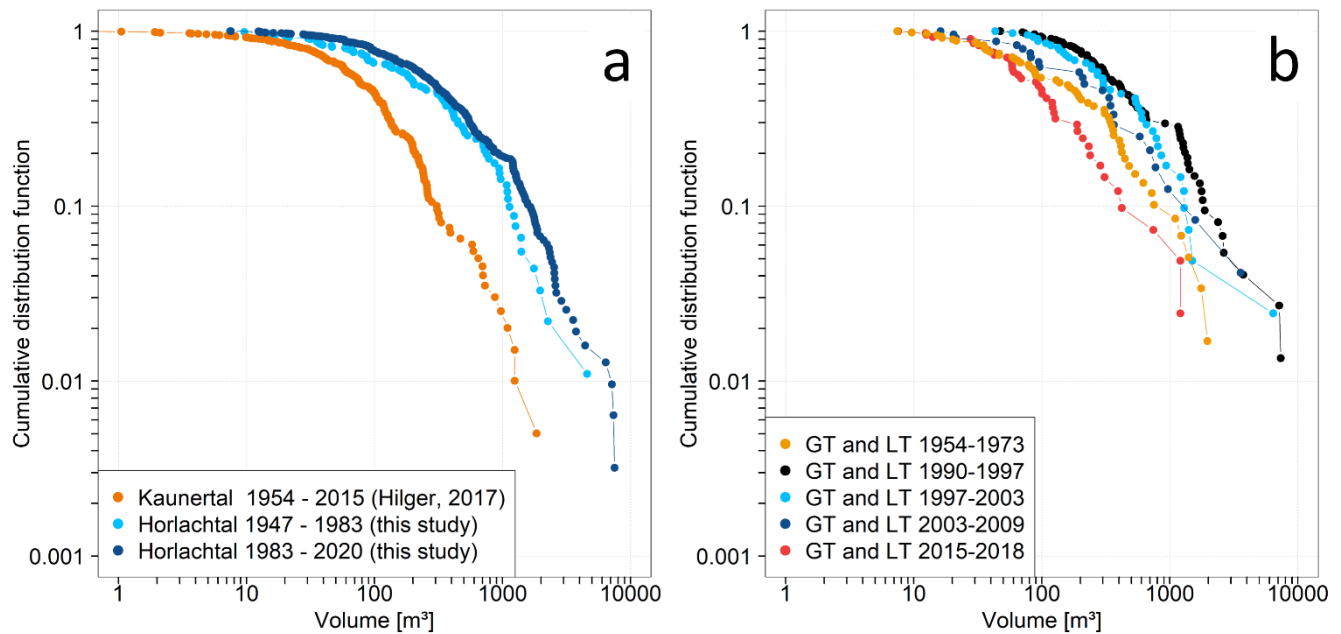 a
Cumulative distribution function
1
0.1
0.01
0.001
Kaunertal 1954 - 2015 (Hilger, 2017)
Horlachtal 1947 - 1983 (this study)
Horlachtal 1983 - 2020 (this study)
1 10 100 1000 10000
Volume [m³]
b
Cumulative distribution function
1
0.1
0.01
0.001
GT and LT 1954-1973
GT and LT 1990-1997
GT and LT 1997-2003
GT and LT 2003-2009
GT and LT 2015-2018
1 10 100 1000 10000
Volume [m³]